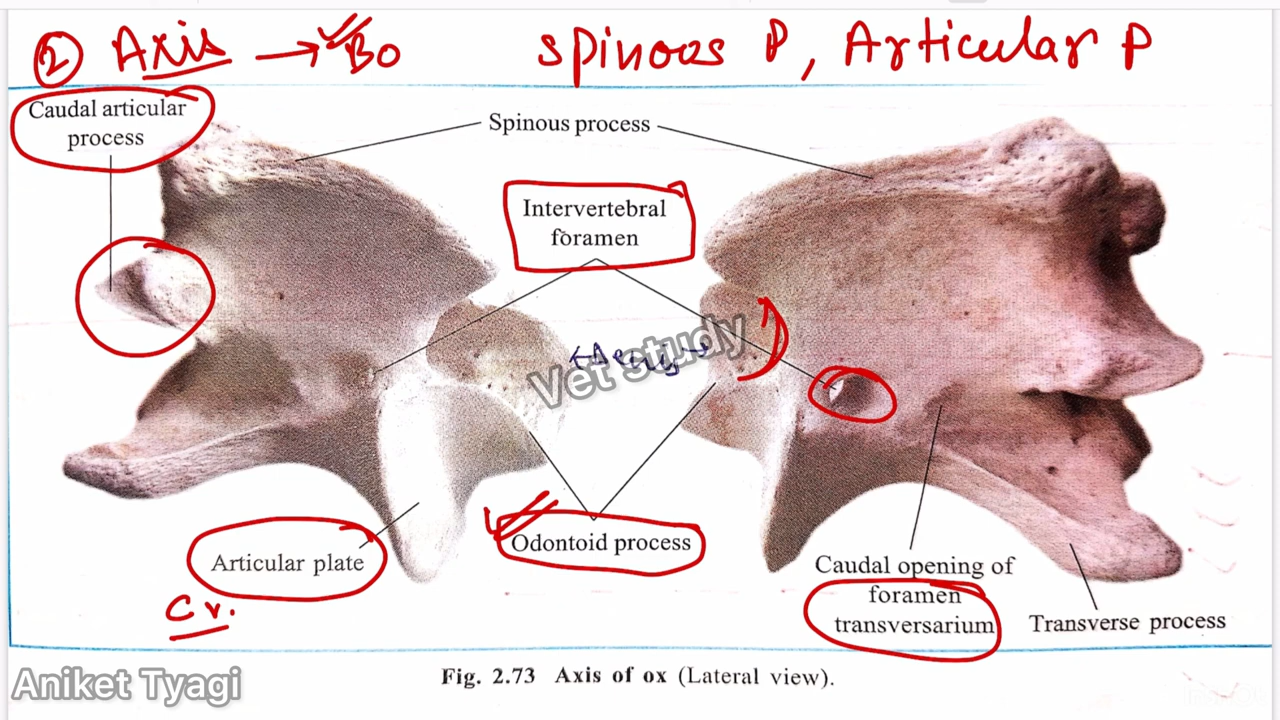 ② Axis → Bo spinous P, Articular P
Caudal articular
process
Spinous process
Intervertebral
foramen
Vet study
Odontoid process
Articular plate
Cr.
Caudal opening of
foramen
transversarium
Transverse process
Fig. 2.73 Axis of ox (Lateral view).
Aniket Tyagi